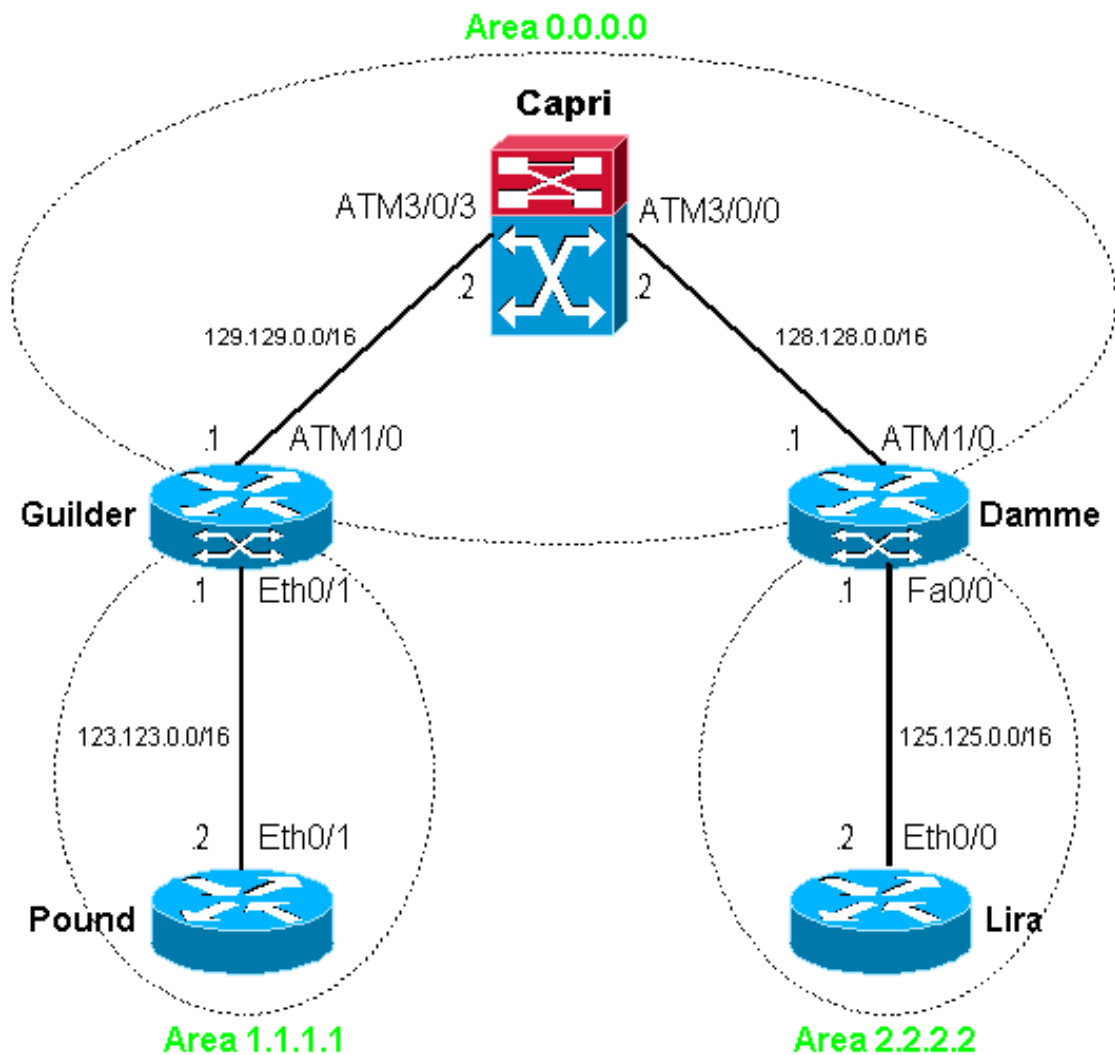 Area 0.0.0.0
Capri
ATM3/0/3
ATM3/0/0
.2
.2
129.129.0.0/16
128.128.0.0/16
.1
ATM1/0
.1
ATM1/0
Guilder
Damme
.1
Eth0/1
.1
Fa0/0
123.123.0.0/16
125.125.0.0/16
.2
Eth0/1
.2
Eth0/0
Pound
Lira
Area 1.1.1.1
Area 2.2.2.2